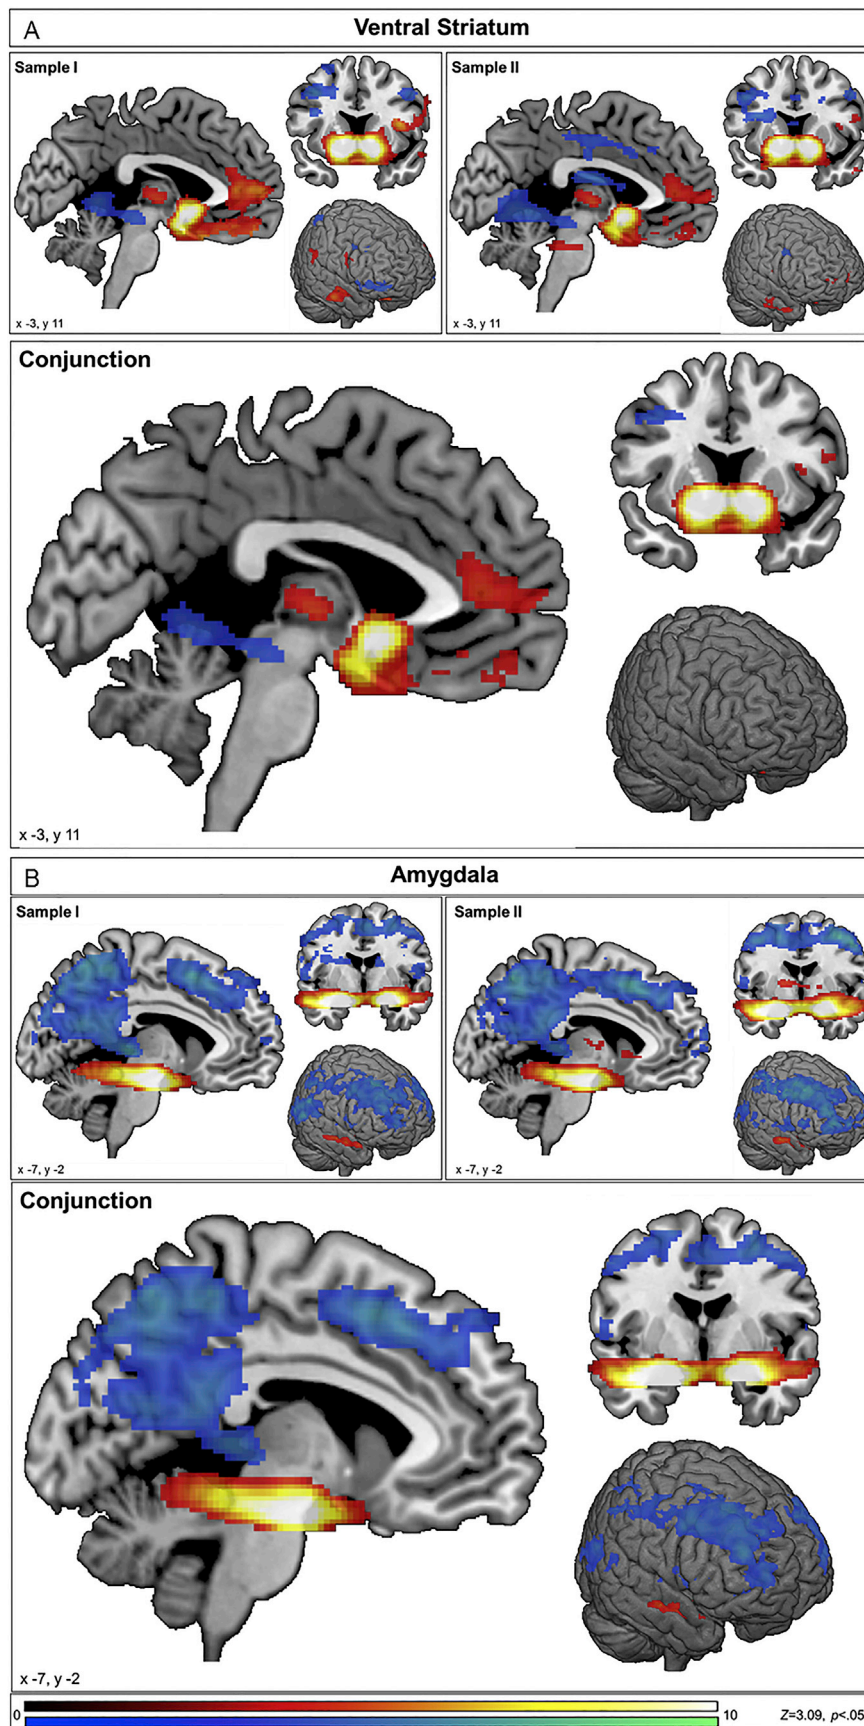 A
Ventral Striatum
Sample I
x -3, y 11
Sample II
x -3, y 11
Conjunction
x -3, y 11
B
Amygdala
Sample I
x -7, y -2
Sample II
x -7, y -2
Conjunction
x -7, y -2
0
10
Z=3.09, p<.05